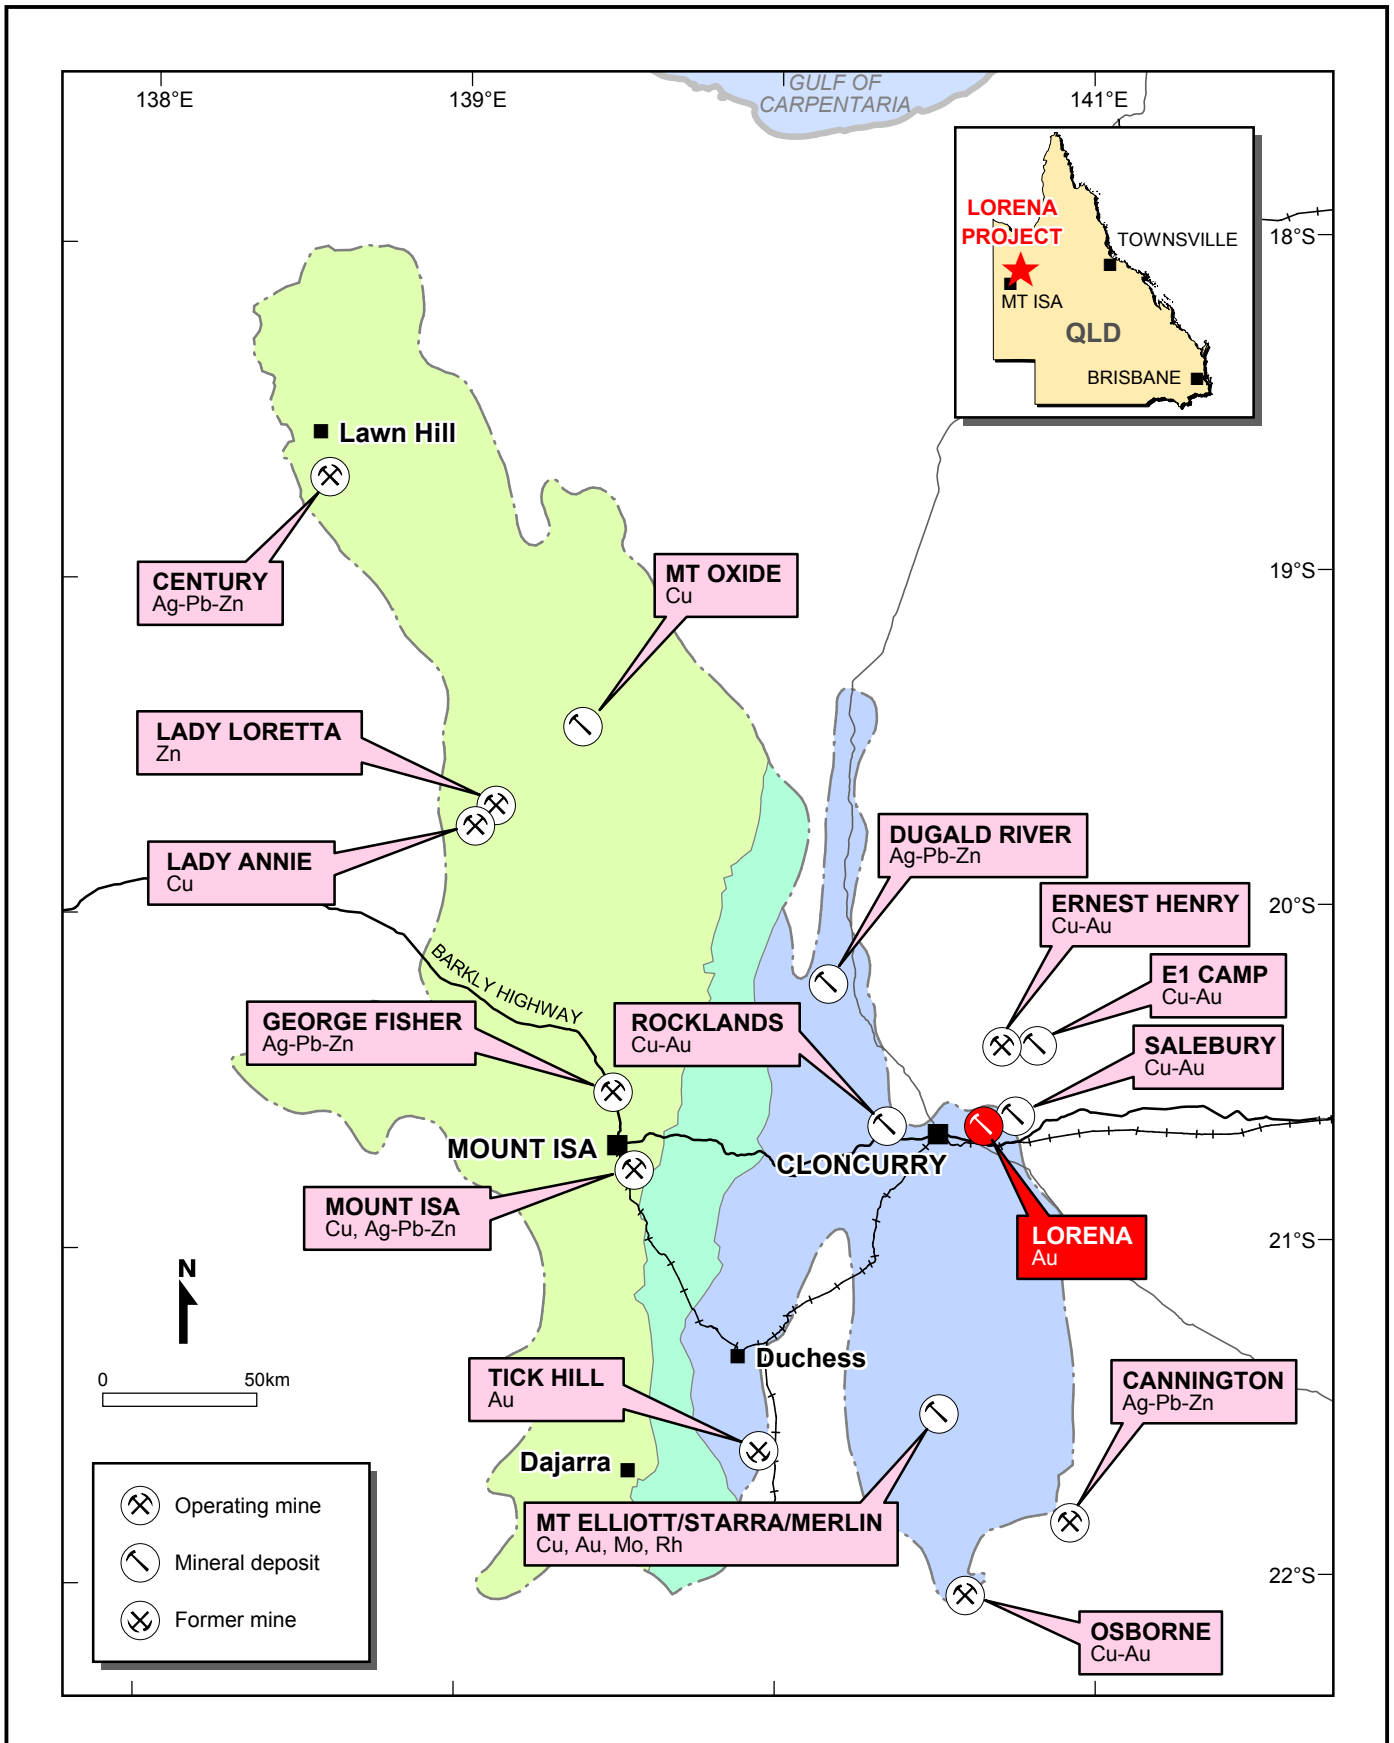 138°E
139°E
141°E
GULF OF
CARPENTARIA
LORENA
PROJECT
TOWNSVILLE
MT ISA
QLD
BRISBANE
18°S
Lawn Hill
CENTURY
Ag-Pb-Zn
MT OXIDE
Cu
19°S
LADY LORETTA
Zn
LADY ANNIE
Cu
DUGALD RIVER
Ag-Pb-Zn
ERNEST HENRY
Cu-Au
20°S
BARKLY HIGHWAY
E1 CAMP
Cu-Au
GEORGE FISHER
Ag-Pb-Zn
ROCKLANDS
Cu-Au
SALEBURY
Cu-Au
MOUNT ISA
CLONCURRY
MOUNT ISA
Cu, Ag-Pb-Zn
LORENA
Au
21°S
N
0 50km
Duchess
TICK HILL
Au
CANNINGTON
Ag-Pb-Zn
Dajarra
MT ELLIOTT/STARRA/MERLIN
Cu, Au, Mo, Rh
22°S
Operating mine
Mineral deposit
Former mine
OSBORNE
Cu-Au